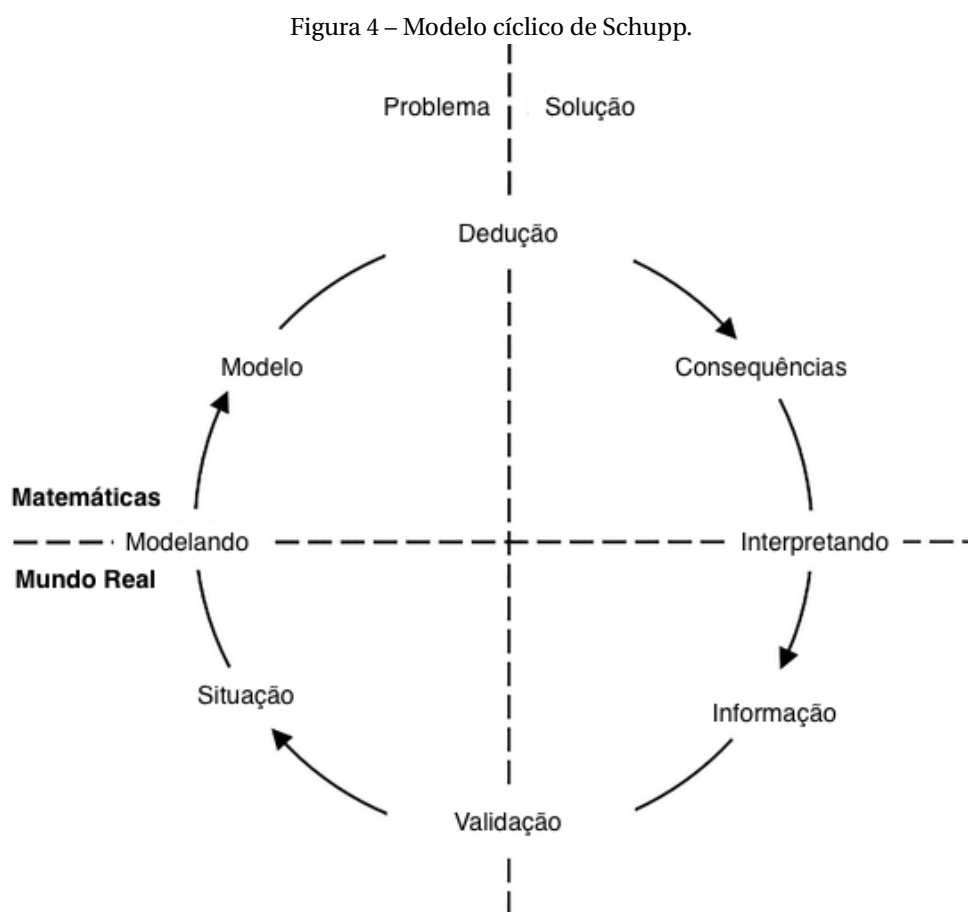 Figura 4 – Modelo cíclico de Schupp.
Problema
Solução
Dedução
Modelo
Consequências
Matemáticas
Modelando
Interpretando
Mundo Real
Situação
Informação
Validação